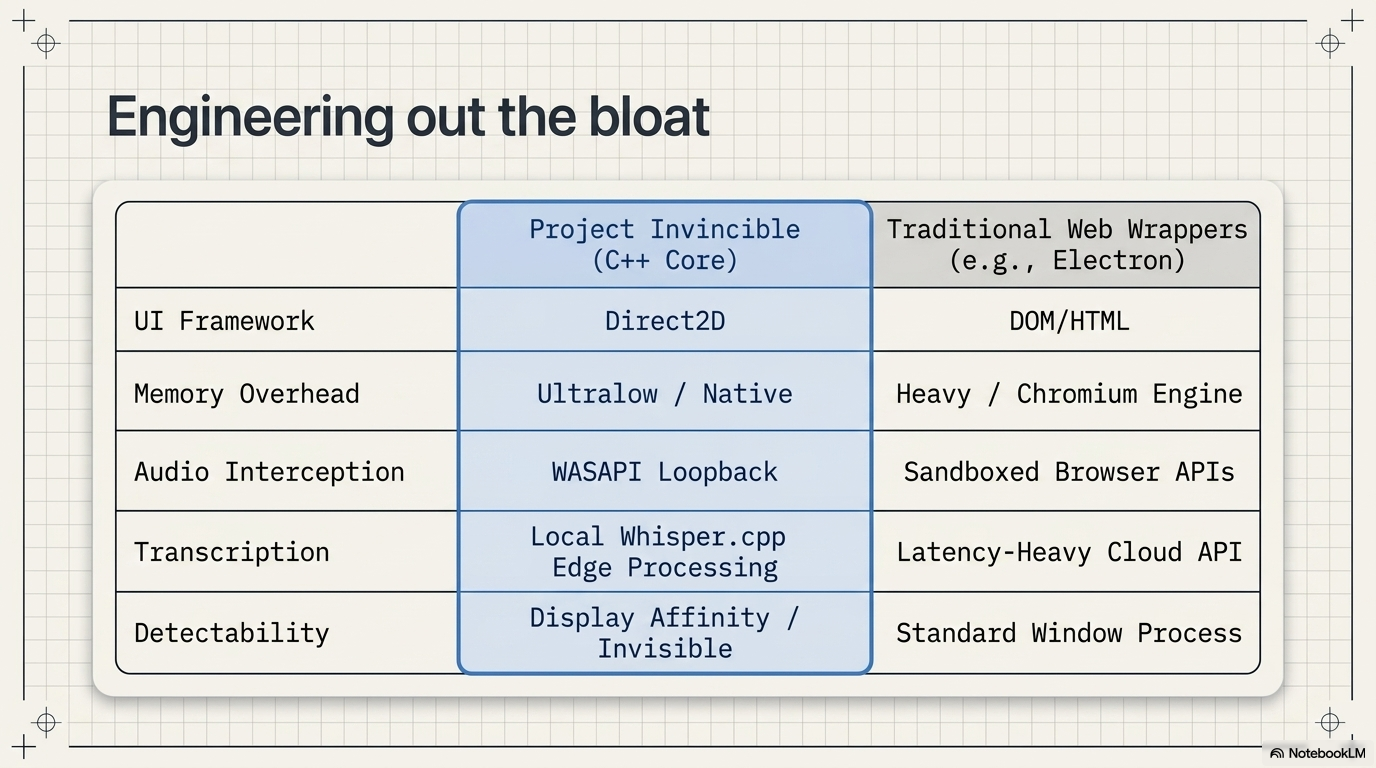 Engineering out the bloat
Project Invincible
(C++ Core)
Traditional Web Wrappers
(e.g., Electron)
UI Framework
Direct2D
DOM/HTML
Memory Overhead
Ultralow / Native
Heavy / Chromium Engine
Audio Interception
WASAPI Loopback
Sandboxed Browser APIs
Transcription
Local Whisper.cpp
Edge Processing
Latency-Heavy Cloud API
Detectability
Display Affinity /
Invisible
Standard Window Process
NotebookLM